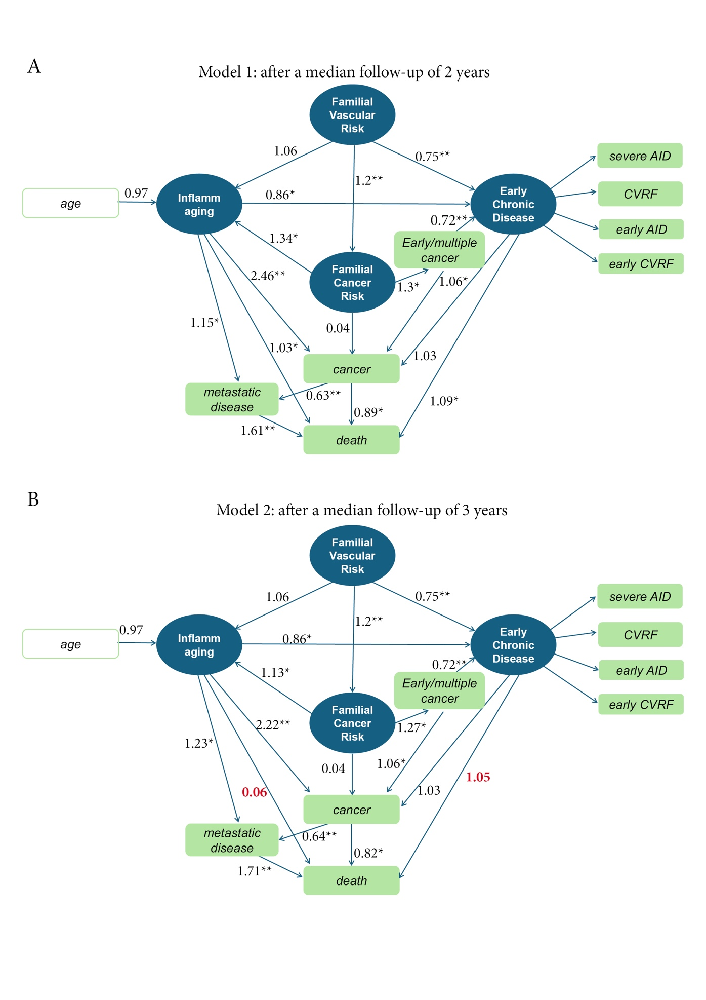 A
Model 1: after a median follow-up of 2 years
Familial
Vascular
Risk
1.06
0.75**
severe AID
1.2**
CVRF
age
0.97
Inflamm
aging
0.86*
Early
Chronic
Disease
0.72**
early AID
1.34*
Early/multiple
cancer
early CVRF
2.46**
Familial
Cancer
Risk
1.3*
1.06*
1.15*
0.04
1.03*
1.03
cancer
metastatic
disease
0.63**
1.09*
0.89*
1.61**
death
B
Model 2: after a median follow-up of 3 years
Familial
Vascular
Risk
1.06
0.75**
severe AID
1.2**
CVRF
age
0.97
Inflamm
aging
0.86*
Early
Chronic
Disease
0.72**
early AID
1.13*
Early/multiple
cancer
early CVRF
2.22**
Familial
Cancer
Risk
1.27*
1.23*
0.04
1.06*
1.05
0.06
1.03
cancer
metastatic
disease
0.64**
0.82*
1.71**
death